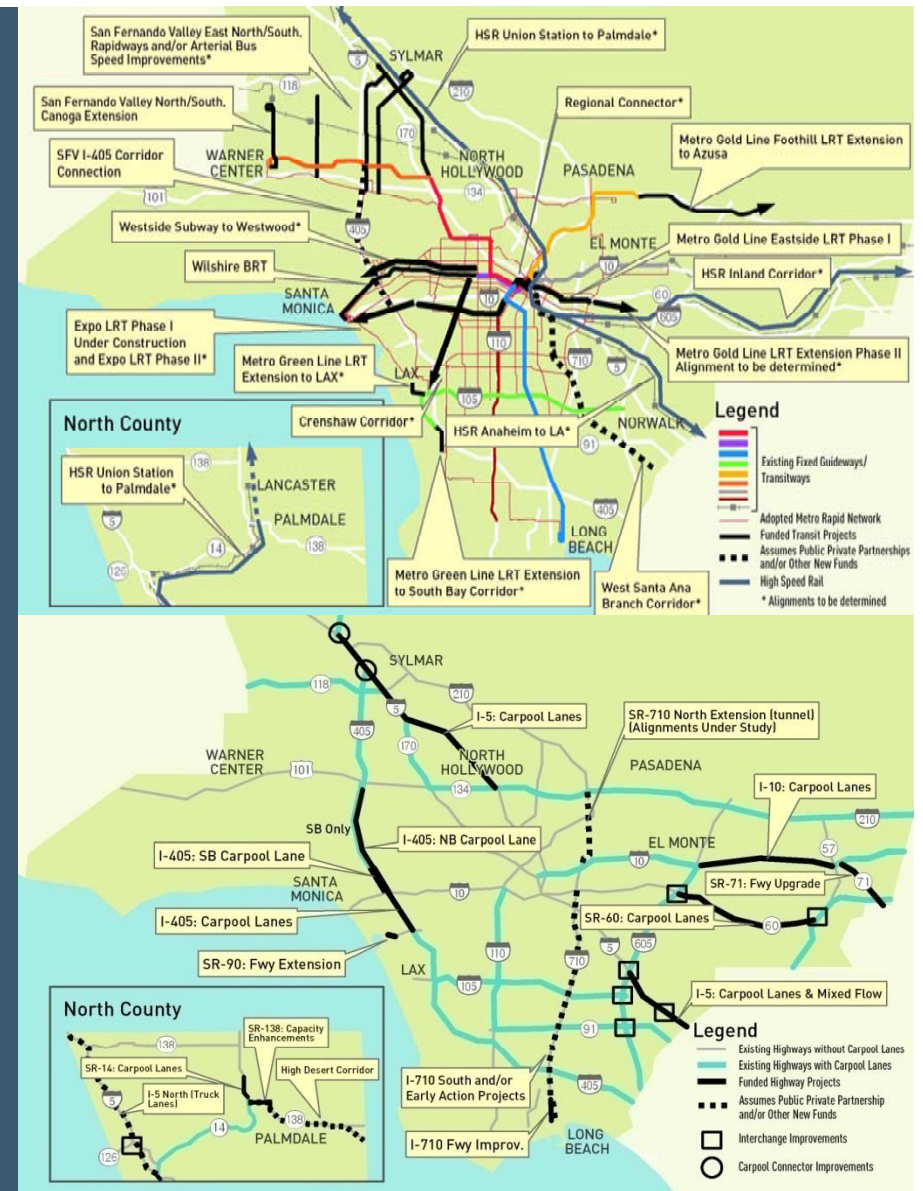 San Fernando Valley East North/South,
Rapidways and/or Arterial Bus
Speed Improvements*
SYLMAR
HSR Union Station to Palmdale*
5
118
210
San Fernando Valley North/South,
Canoga Extension
Regional Connector*
170
Metro Gold Line Foothill LRT Extension
to Azusa
SFV I-405 Corridor
Connection
WARNER
CENTER
NORTH
HOLLYWOOD
134
PASADENA
101
405
Westside Subway to Westwood*
EL MONTE
Metro Gold Line Eastside LRT Phase I
10
Wilshire BRT
HSR Inland Corridor*
SANTA
MONICA
10
60
605
Expo LRT Phase I
Under Construction
and Expo LRT Phase II*
110
710
Metro Gold Line LRT Extension Phase II
Alignment to be determined*
Metro Green Line LRT
Extension to LAX*
LAX
105
Crenshaw Corridor*
HSR Anaheim to LA*
91
NORWALK
405
LONG
BEACH
Metro Green Line LRT Extension
to South Bay Corridor*
West Santa Ana
Branch Corridor*
North County
138
HSR Union Station
to Palmdale*
LANCASTER
5
PALMDALE
14
138
126
Legend
Existing Fixed Guideways/
Transitways
Adopted Metro Rapid Network
Funded Transit Projects
Assumes Public Private Partnerships
and/or Other New Funds
High Speed Rail
* Alignments to be determined
SYLMAR
118
210
5
I-5: Carpool Lanes
405
170
SR-710 North Extension (tunnel)
(Alignments Under Study)
WARNER
CENTER
101
NORTH
HOLLYWOOD
134
PASADENA
I-10: Carpool Lanes
210
SB Only
I-405: NB Carpool Lane
EL MONTE
57
I-405: SB Carpool Lane
10
SR-71: Fwy Upgrade
71
SANTA
MONICA
10
I-405: Carpool Lanes
SR-60: Carpool Lanes
60
SR-90: Fwy Extension
5
605
110
710
LAX
105
I-5: Carpool Lanes & Mixed Flow
91
I-710 South and/or
Early Action Projects
405
I-710 Fwy Improv.
LONG
BEACH
North County
SR-138: Capacity
Enhancements
138
SR-14: Carpool Lanes
High Desert Corridor
5
I-5 North (Truck
Lanes)
14
138
PALMDALE
126
Legend
Existing Highways without Carpool Lanes
Existing Highways with Carpool Lanes
Funded Highway Projects
Assumes Public Private Partnership
and/or Other New Funds
Interchange Improvements
Carpool Connector Improvements